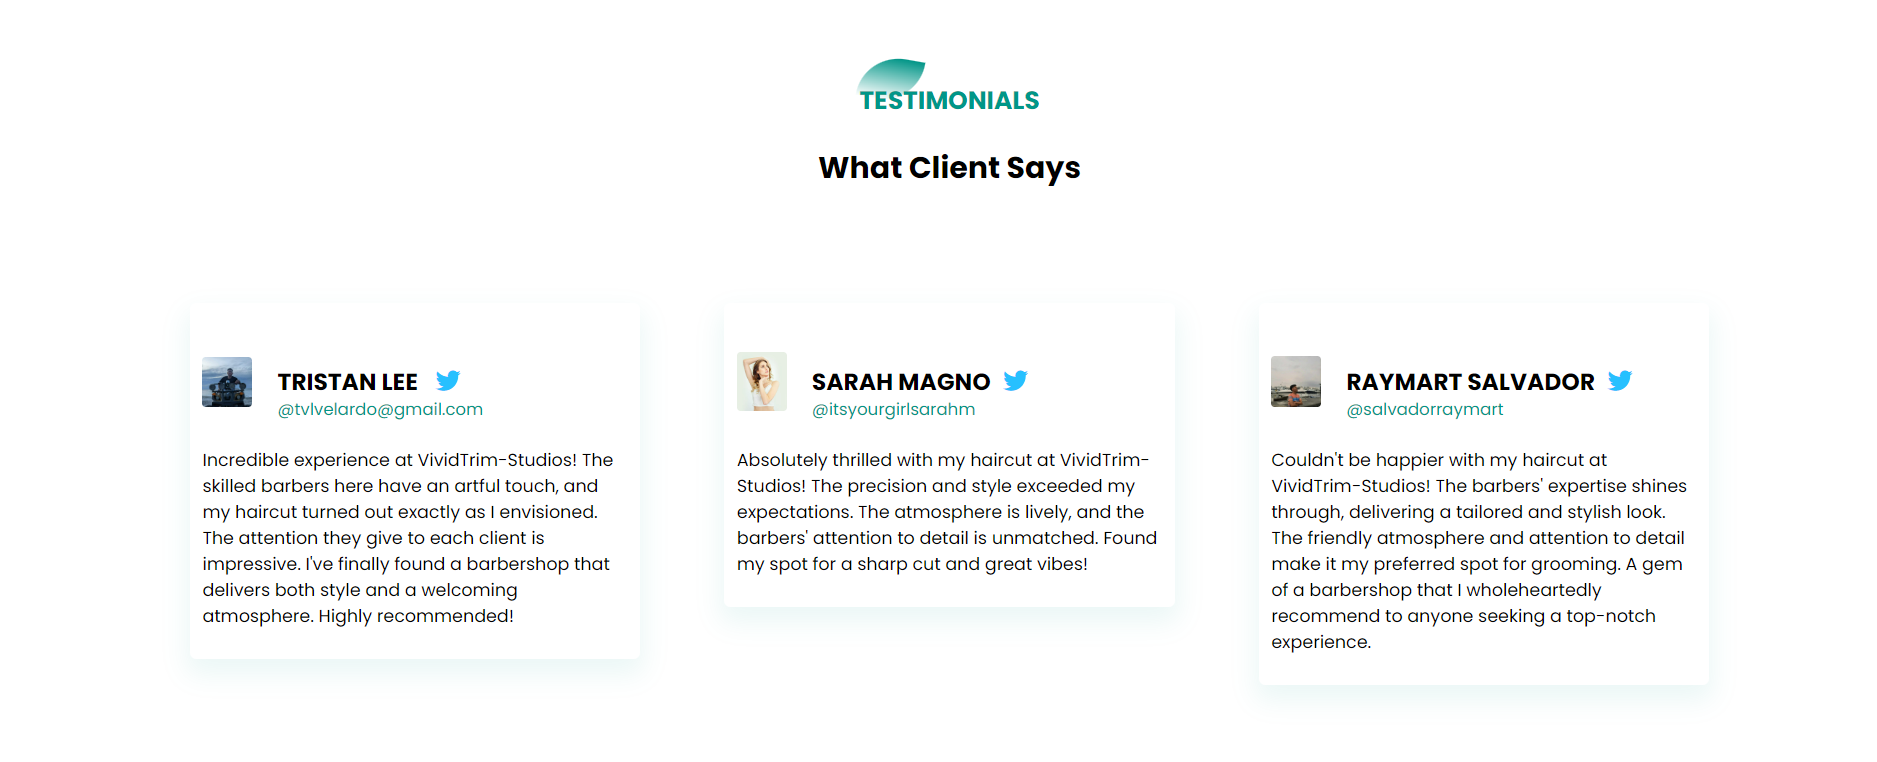 TESTIMONIALS
What Client Says
TRISTAN LEE
@tvlvelardo@gmail.com
Incredible experience at VividTrim-Studios! The
skilled barbers here have an artful touch, and
my haircut turned out exactly as I envisioned.
The attention they give to each client is
impressive. I've finally found a barbershop that
delivers both style and a welcoming
atmosphere. Highly recommended!
SARAH MAGNO
@itsyourgirlsarahm
Absolutely thrilled with my haircut at VividTrim-
Studios! The precision and style exceeded my
expectations. The atmosphere is lively, and the
barbers' attention to detail is unmatched. Found
my spot for a sharp cut and great vibes!
RAYMART SALVADOR
@salvadorraymart
Couldn't be happier with my haircut at
VividTrim-Studios! The barbers' expertise shines
through, delivering a tailored and stylish look.
The friendly atmosphere and attention to detail
make it my preferred spot for grooming. A gem
of a barbershop that I wholeheartedly
recommend to anyone seeking a top-notch
experience.